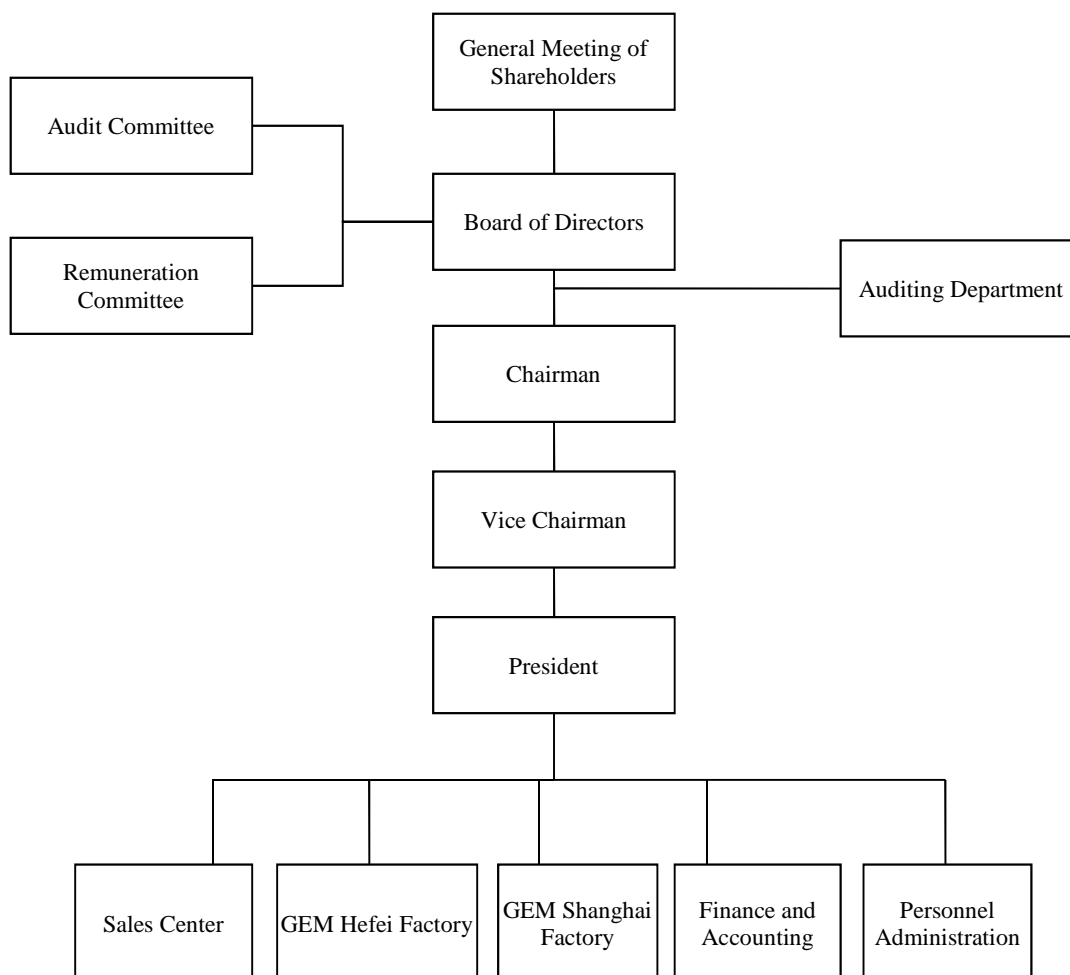 General Meeting of
Shareholders
Audit Committee
Board of Directors
Remuneration
Committee
Auditing Department
Chairman
Vice Chairman
President
Sales Center
GEM Hefei Factory
GEM Shanghai
Factory
Finance and
Accounting
Personnel
Administration